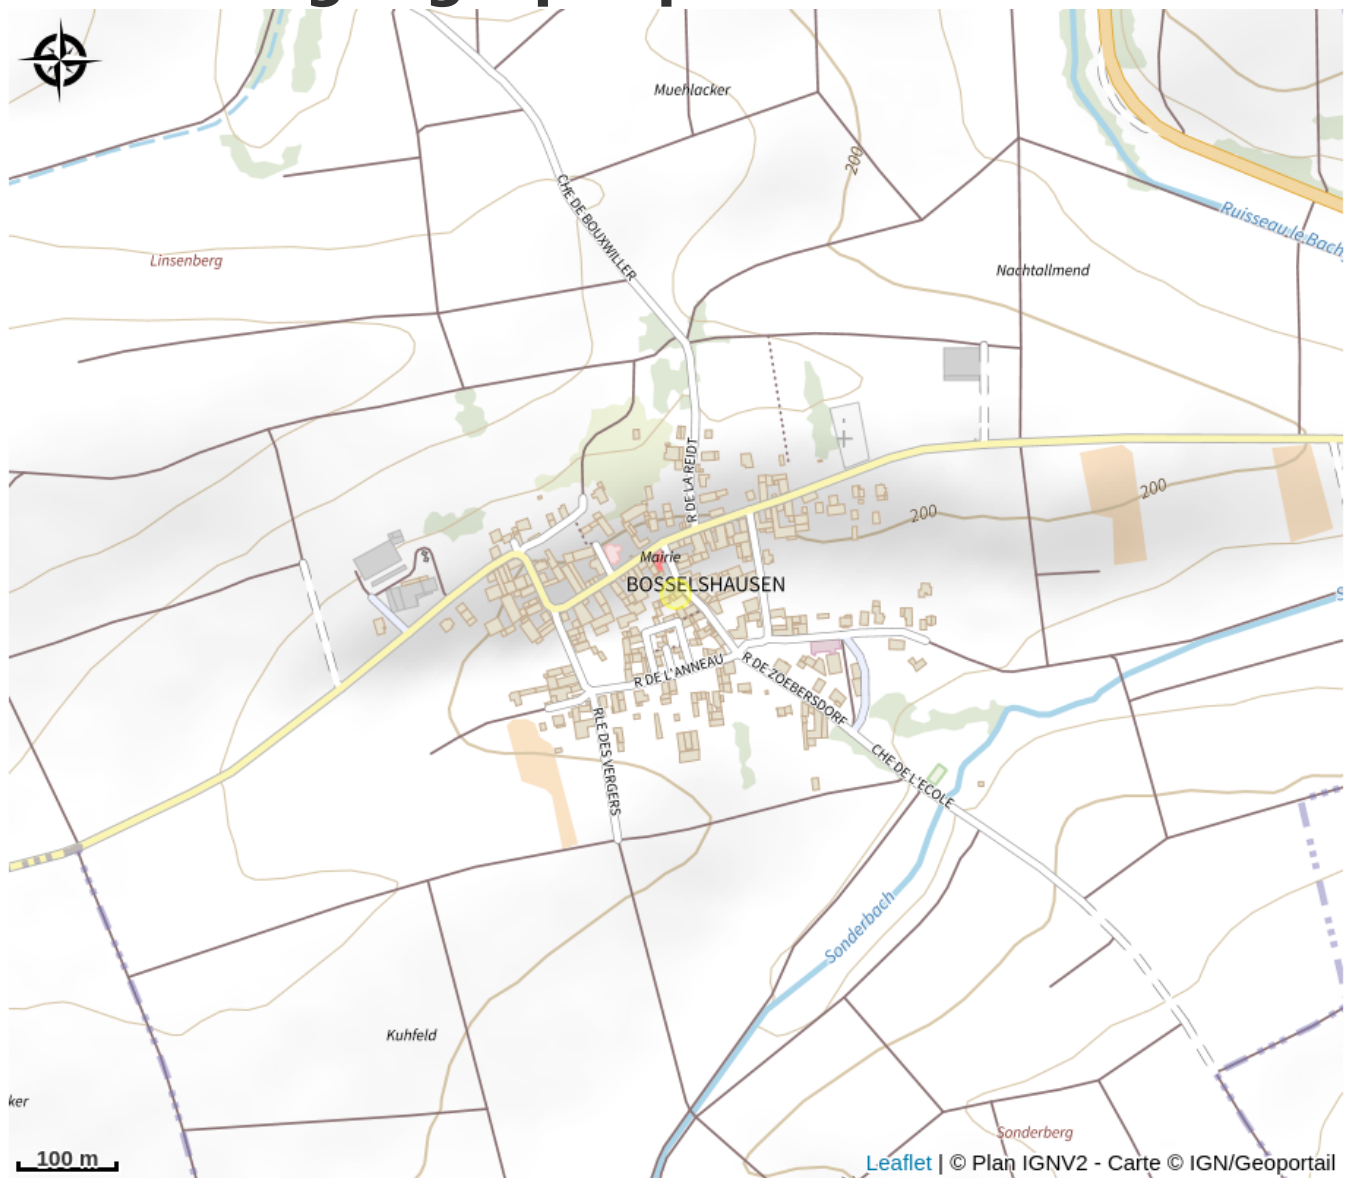 Muehlacker
200
CHE DE BOUXWILLER
Ruisseau le Bach
Linsenberg
Nachtallmend
R DE LA REIDT
200
200
Mairie
BOSSELSHAUSEN
R DE L'ANNEAU
R DE ZOEBERSDORF
RLE DES VERGERS
CHE DE L'ECOLE
Sonderbach
Kuhfeld
ker
Sonderberg
100 m
Leaflet | © Plan IGNV2 - Carte © IGN/Geoportail